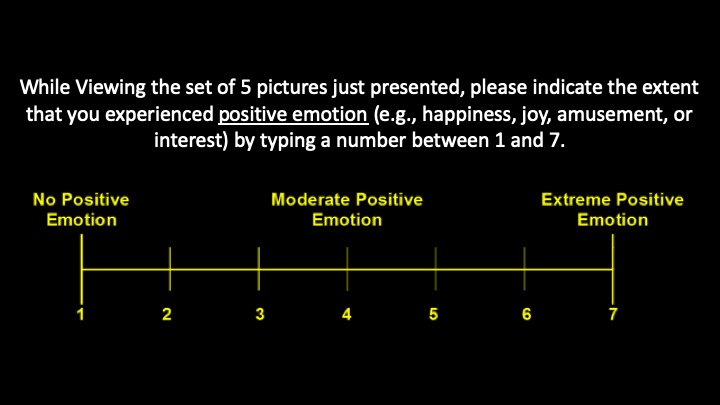 While Viewing the set of 5 pictures just presented, please indicate the extent
that you experienced positive emotion (e.g., happiness, joy, amusement, or
interest) by typing a number between 1 and 7.
No Positive
Emotion
Moderate Positive
Emotion
Extreme Positive
Emotion
1 2 3 4 5 6 7